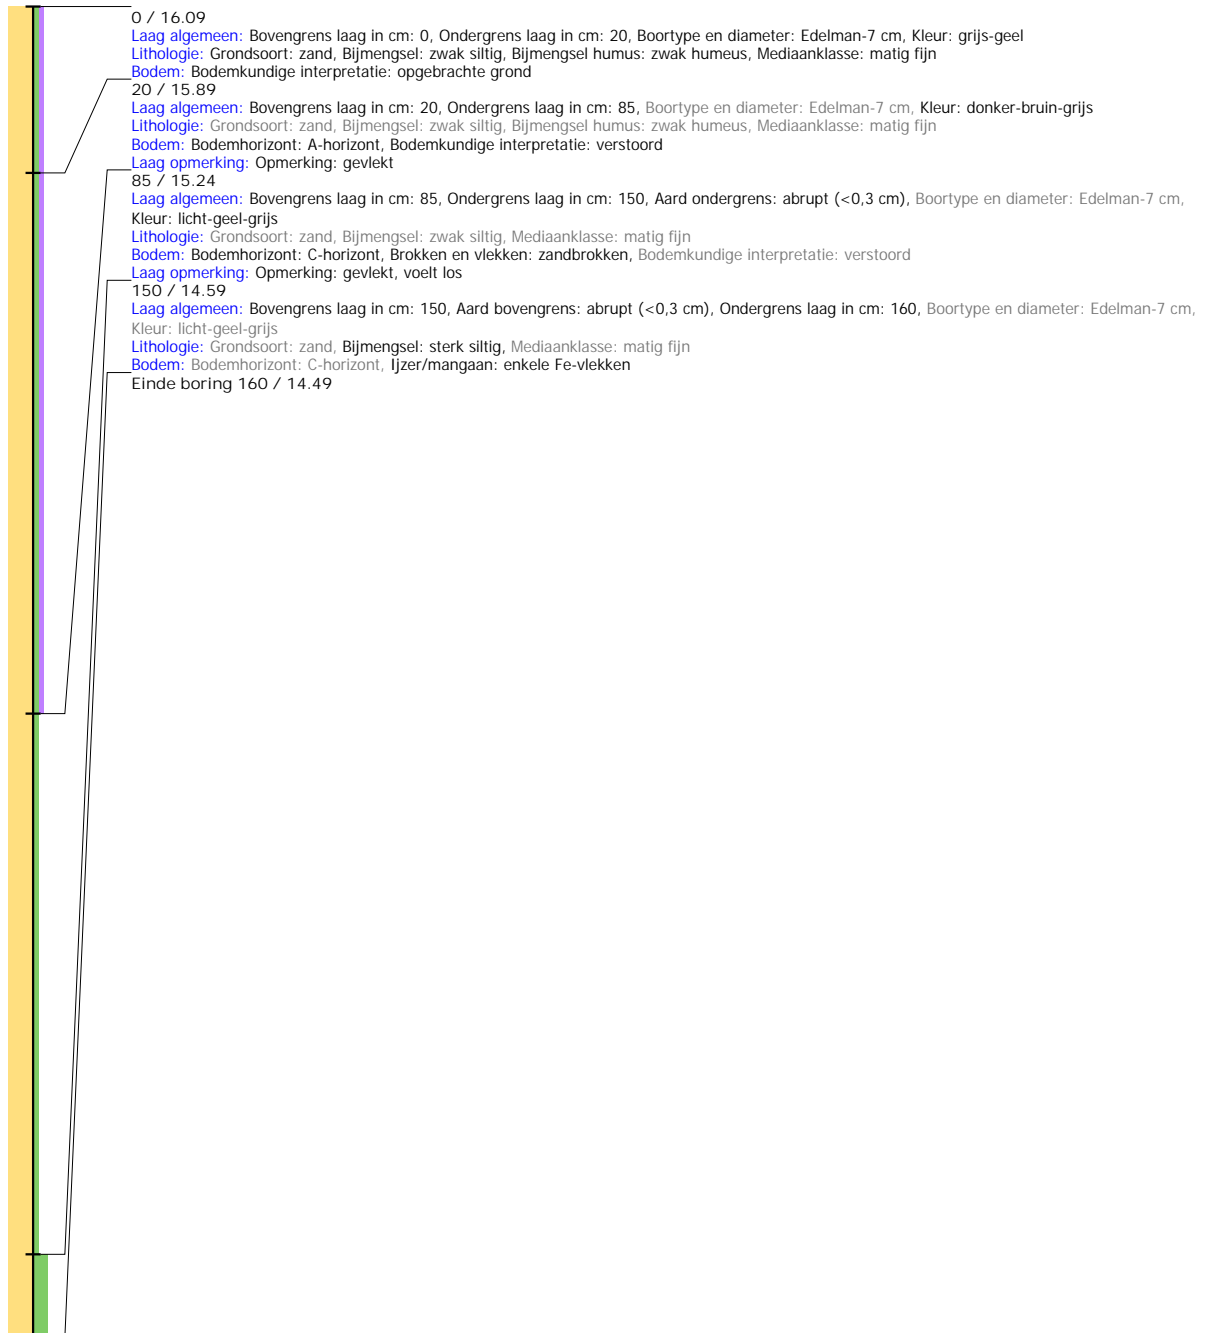 0 / 16.09
Laag algemeen: Bovengrens laag in cm: 0, Ondergrens laag in cm: 20, Boortype en diameter: Edelman-7 cm, Kleur: grijs-geel
Lithologie: Grondsoort: zand, Bijmengsel: zwak siltig, Bijmengsel humus: zwak humeus, Mediaanklasse: matig fijn
Bodem: Bodemkundige interpretatie: opgebrachte grond
20 / 15.89
Laag algemeen: Bovengrens laag in cm: 20, Ondergrens laag in cm: 85, Boortype en diameter: Edelman-7 cm, Kleur: donker-bruin-grijs
Lithologie: Grondsoort: zand, Bijmengsel: zwak siltig, Bijmengsel humus: zwak humeus, Mediaanklasse: matig fijn
Bodem: Bodemhorizont: A-horizont, Bodemkundige interpretatie: verstoord
Laag opmerking: Opmerking: gevlekt
85 / 15.24
Laag algemeen: Bovengrens laag in cm: 85, Ondergrens laag in cm: 150, Aard ondergrens: abrupt (<0,3 cm), Boortype en diameter: Edelman-7 cm,
Kleur: licht-geel-grijs
Lithologie: Grondsoort: zand, Bijmengsel: zwak siltig, Mediaanklasse: matig fijn
Bodem: Bodemhorizont: C-horizont, Brokken en vlekken: zandbrokken, Bodemkundige interpretatie: verstoord
Laag opmerking: Opmerking: gevlekt, voelt los
150 / 14.59
Laag algemeen: Bovengrens laag in cm: 150, Aard bovengrens: abrupt (<0,3 cm), Ondergrens laag in cm: 160, Boortype en diameter: Edelman-7 cm,
Kleur: licht-geel-grijs
Lithologie: Grondsoort: zand, Bijmengsel: sterk siltig, Mediaanklasse: matig fijn
Bodem: Bodemhorizont: C-horizont, Ijzer/mangaan: enkele Fe-vlekken
Einde boring 160 / 14.49